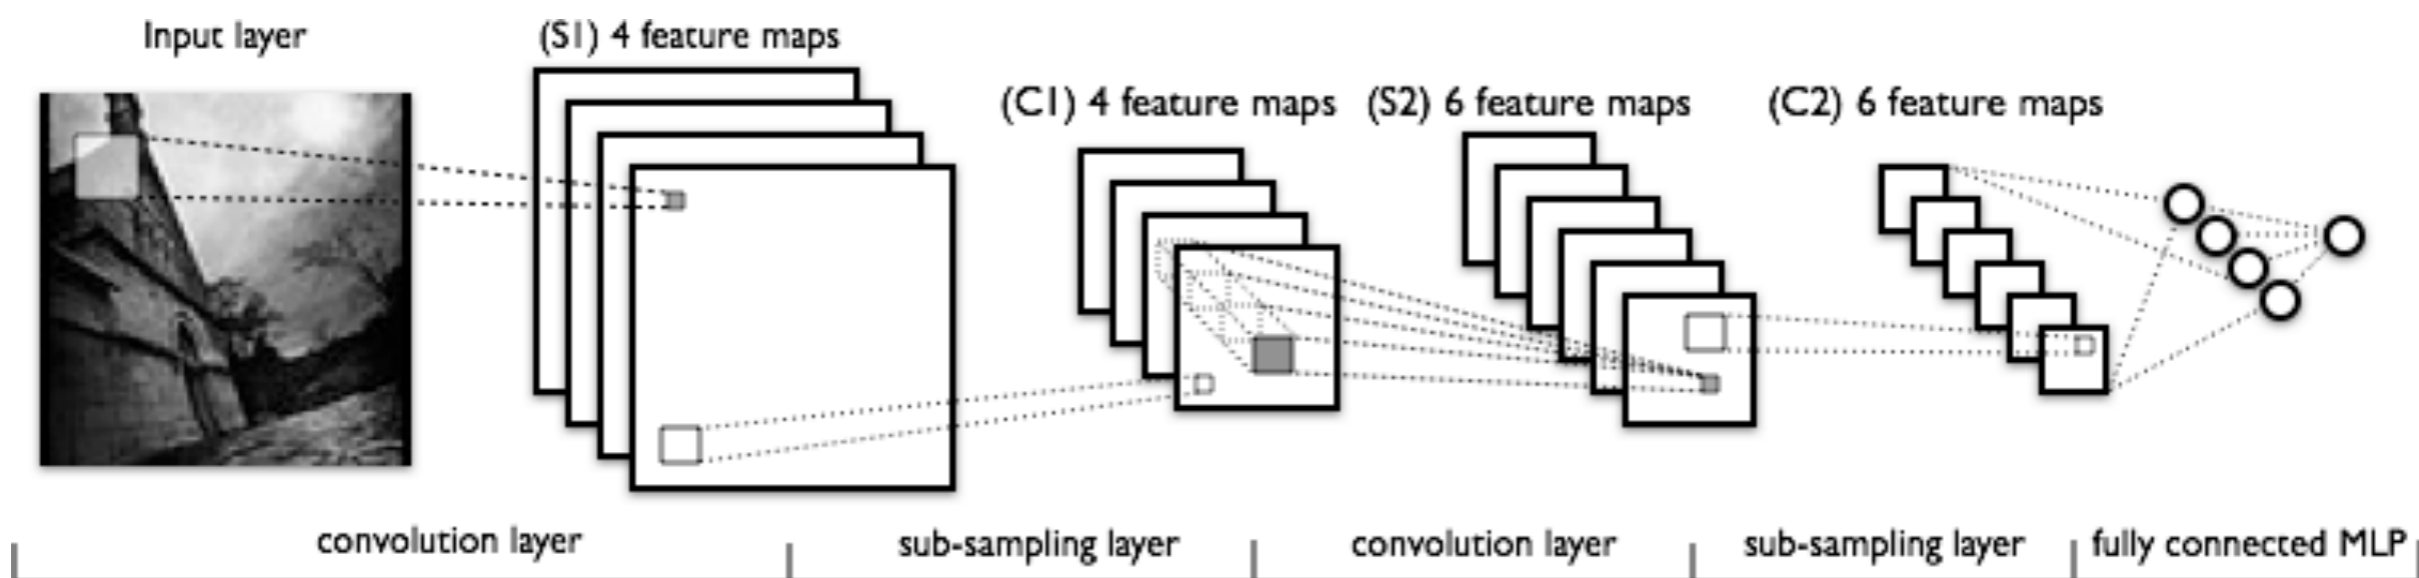 Input layer
(S1) 4 feature maps
(C1) 4 feature maps
(S2) 6 feature maps
(C2) 6 feature maps
convolution layer
sub-sampling layer
convolution layer
sub-sampling layer
fully connected MLP